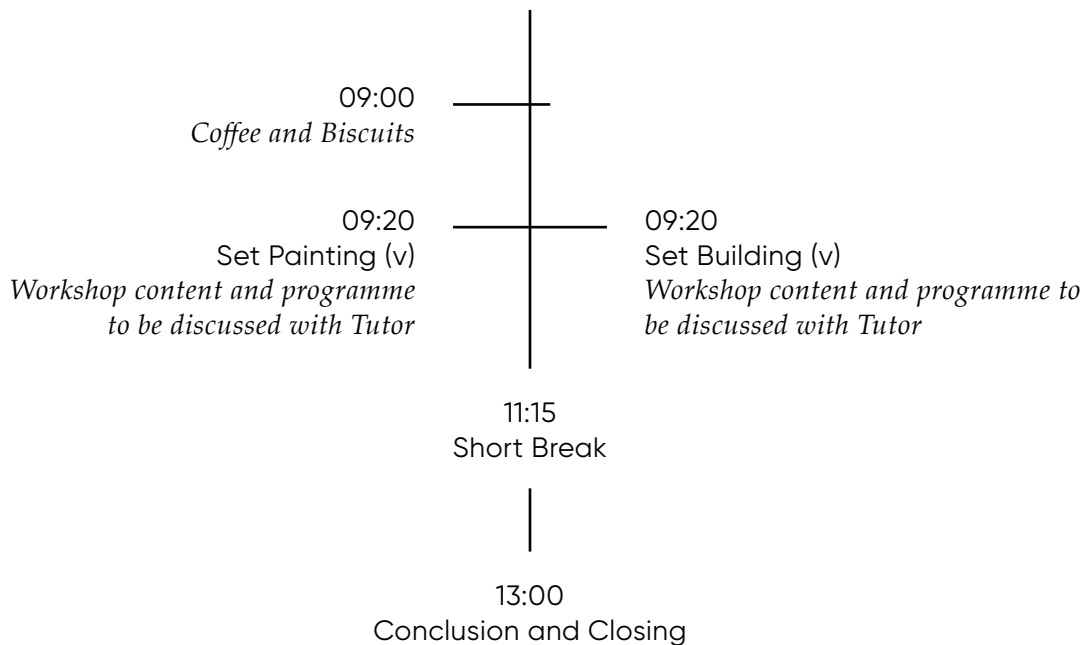 09:00
Coffee and Biscuits
09:20
Set Painting (v)
Workshop content and programme
to be discussed with Tutor
09:20
Set Building (v)
Workshop content and programme to
be discussed with Tutor
11:15
Short Break
13:00
Conclusion and Closing